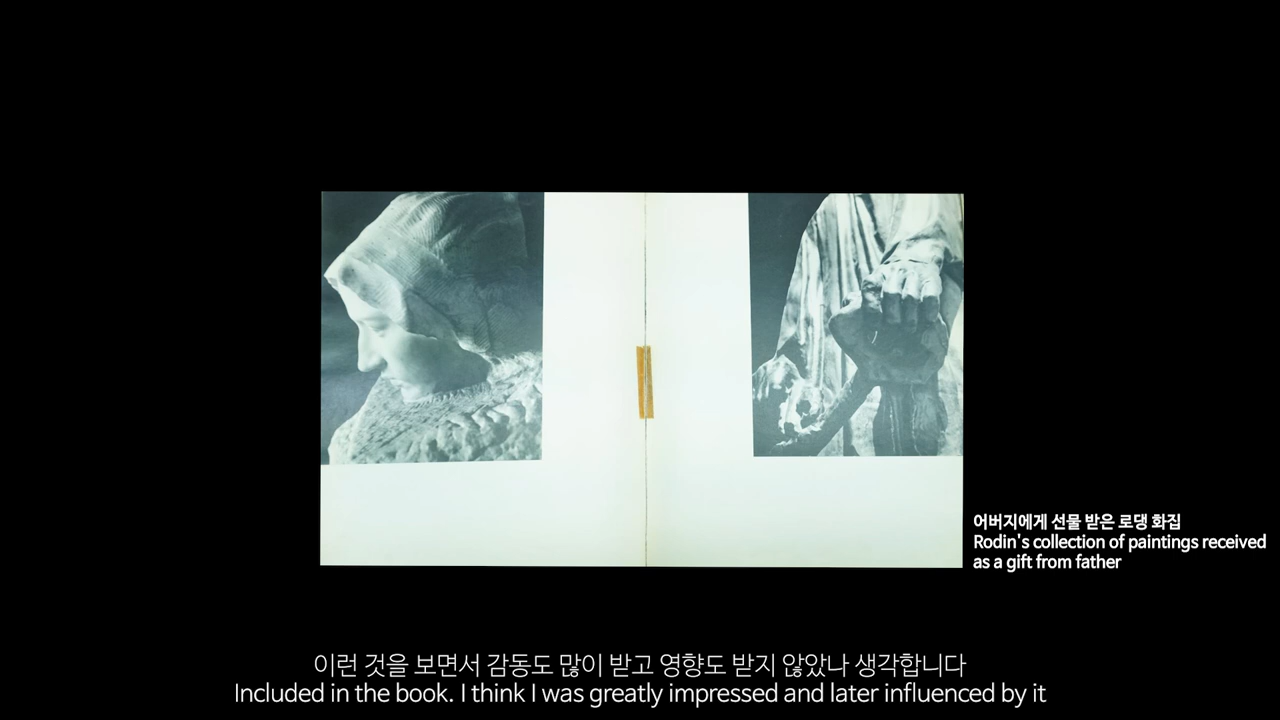 어버지에게 선물 받은 로댕 화집
Rodin's collection of paintings received
as a gift from father
이런 것을 보면서 감동도 많이 받고 영향도 받지 않았나 생각합니다
Included in the book. I think I was greatly impressed and later influenced by it